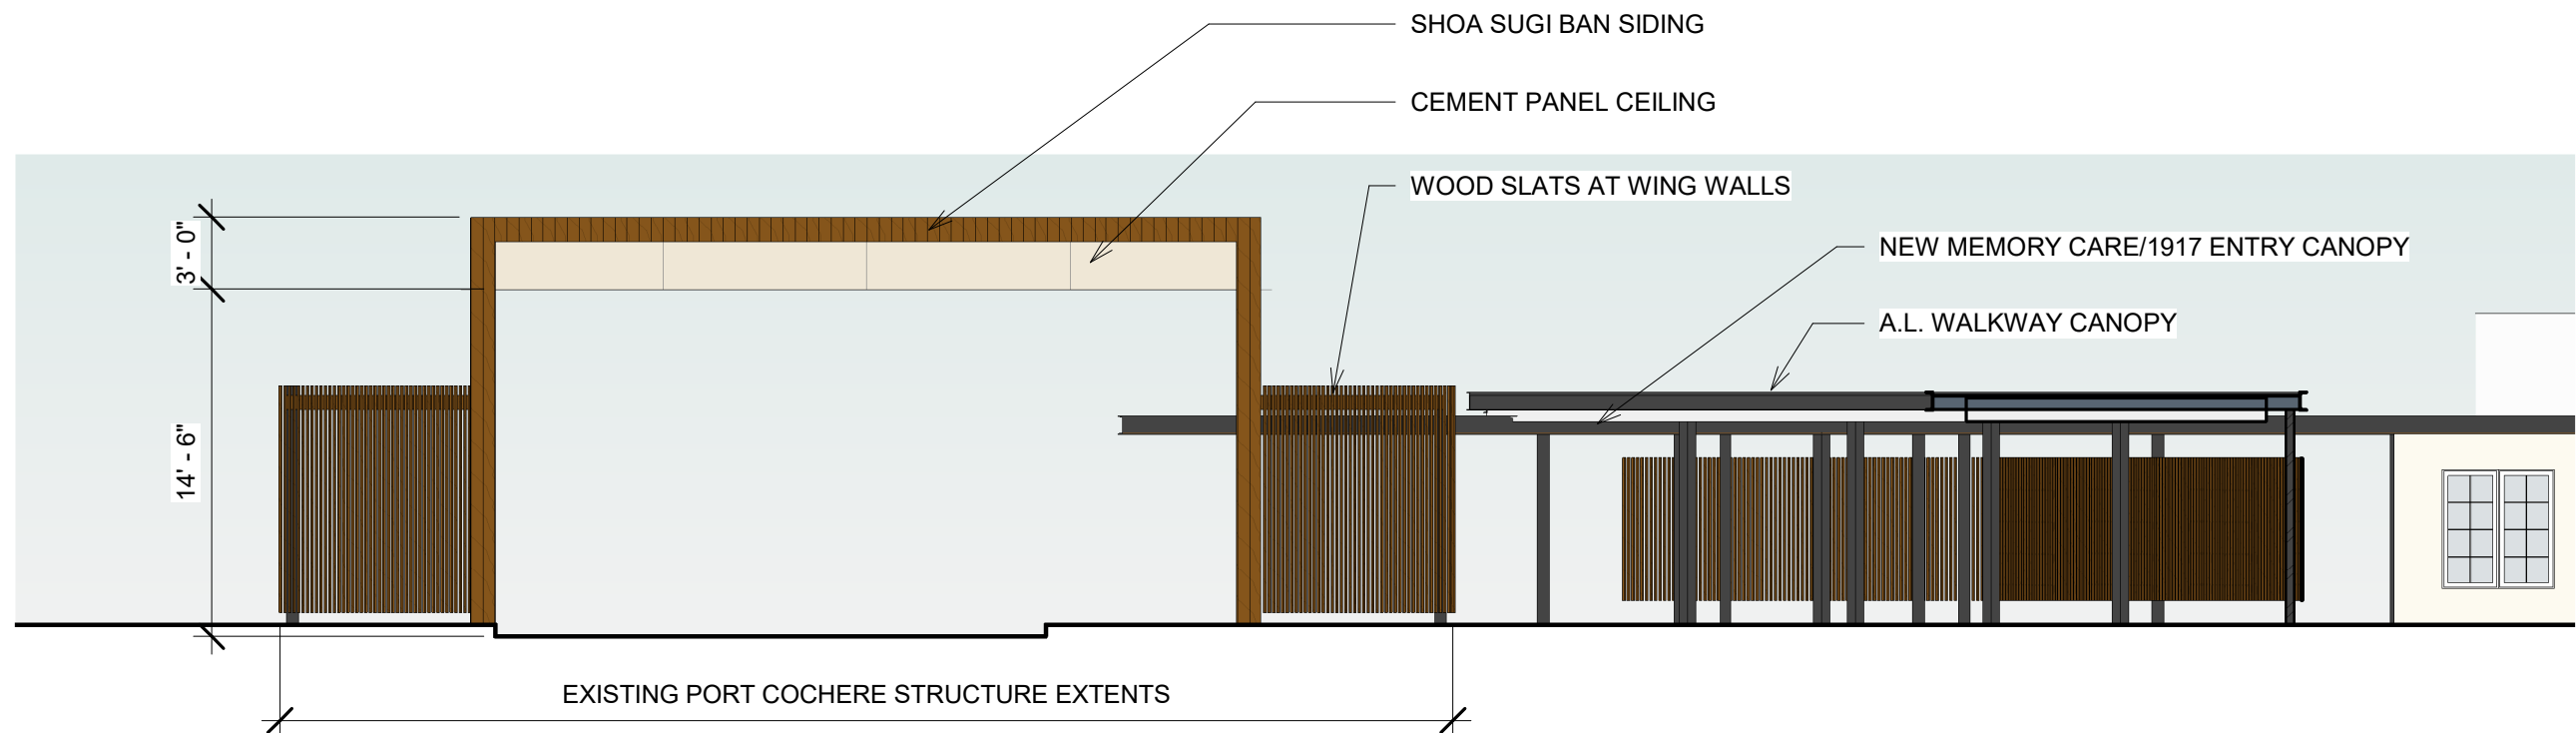 SHOA SUGI BAN SIDING
CEMENT PANEL CEILING
WOOD SLATS AT WING WALLS
NEW MEMORY CARE/1917 ENTRY CANOPY
A.L. WALKWAY CANOPY
3' - 0"
14' - 6"
EXISTING PORT COCHERE STRUCTURE EXTENTS